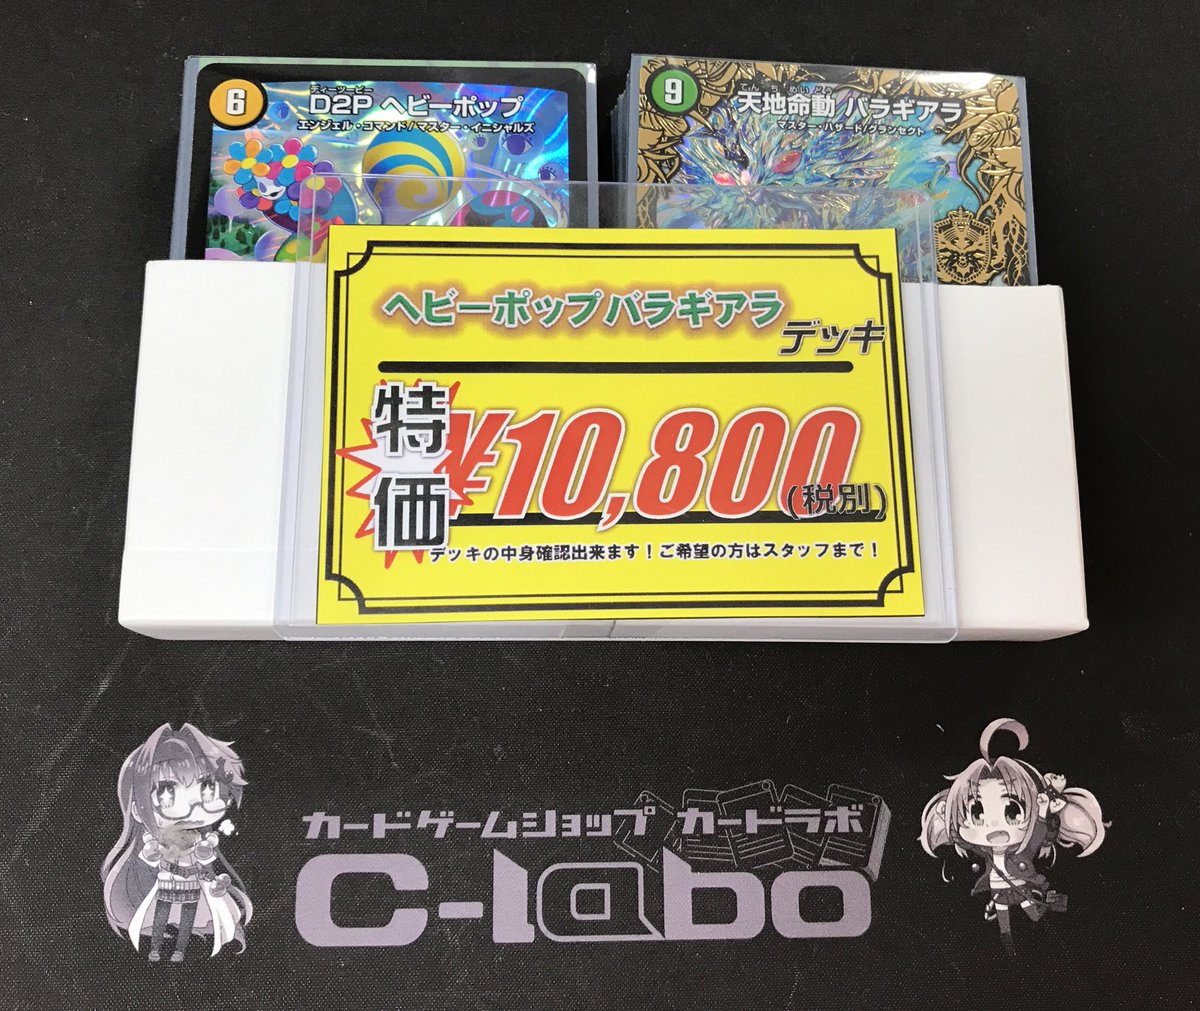 6
ディーツーピー
D2P ヘビーポップ
エンジェル・コマンド/マスター・イニシャルズ
9
てんちめいどう
天地命動 バラギアラ
マスター・ハザード/グランセクト
ヘビーポップバラギアラ
デッキ
特価
¥10,800
(税別)
デッキの中身確認出来ます！ご希望の方はスタッフまで！
カードゲームショップ カードラボ
C-labo